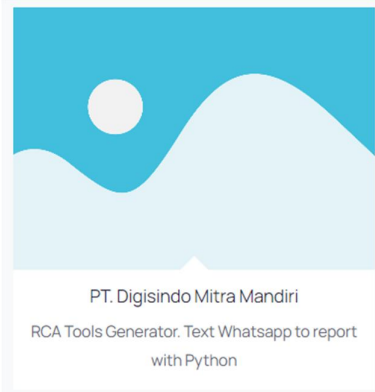 PT. Digisindo Mitra Mandiri
RCA Tools Generator. Text Whatsapp to report
with Python